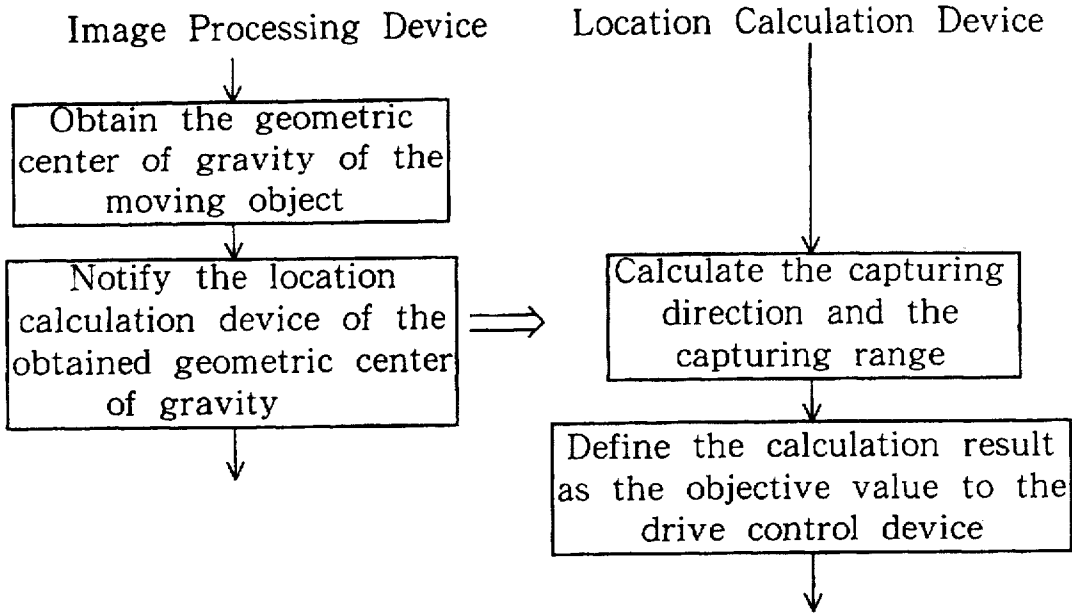 Image Processing Device
Obtain the geometric
center of gravity of the
moving object
Notify the location
calculation device of the
obtained geometric center
of gravity
Location Calculation Device
Calculate the capturing
direction and the
capturing range
Define the calculation result
as the objective value to the
drive control device